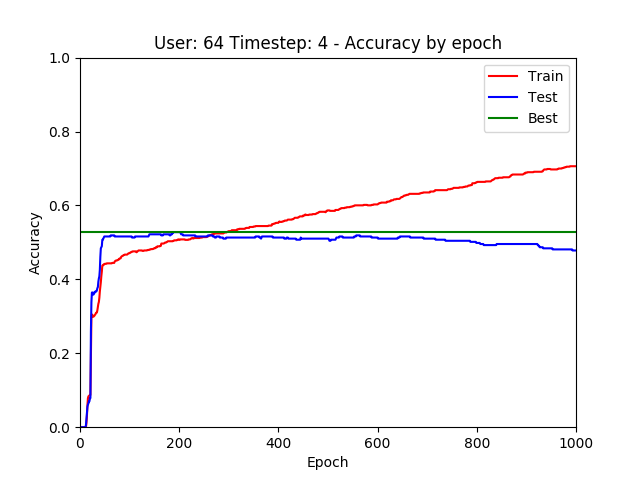 User: 64 Timestep: 4 - Accuracy by epoch
Train
Test
Best
Accuracy
1.0
0.8
0.6
0.4
0.2
0.0
0 200 400 600 800 1000
Epoch